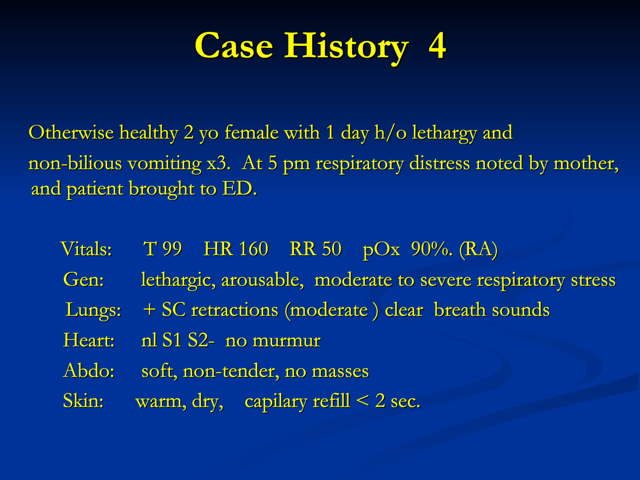 Case History 4
Otherwise healthy 2 yo female with 1 day h/o lethargy and
non-bilious vomiting x3. At 5 pm respiratory distress noted by mother,
and patient brought to ED.
Vitals: T 99 HR 160 RR 50 pOx 90%. (RA)
Gen: lethargic, arousable, moderate to severe respiratory stress
Lungs: + SC retractions (moderate ) clear breath sounds
Heart: nl S1 S2- no murmur
Abdo: soft, non-tender, no masses
Skin: warm, dry, capilary refill < 2 sec.